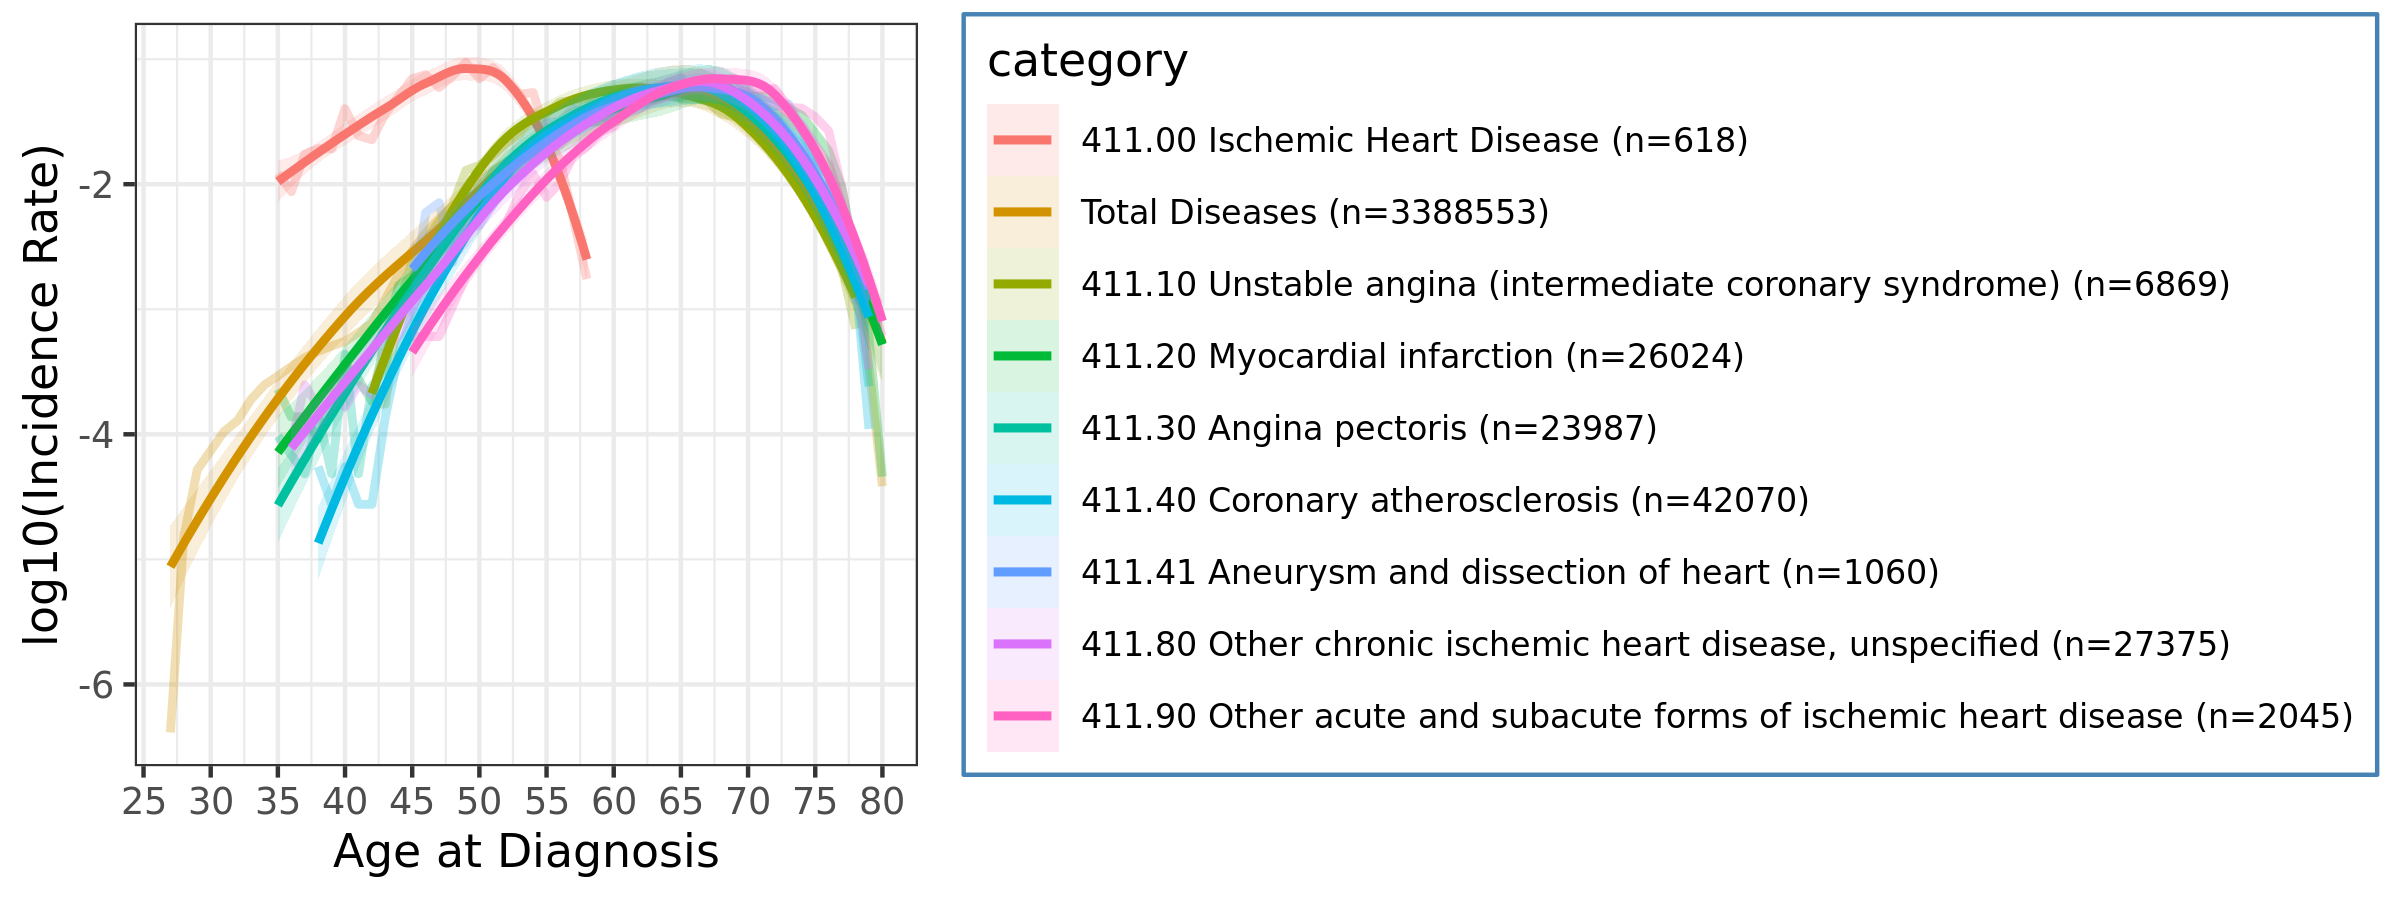 log10(Incidence Rate)
-2
-4
-6
25 30 35 40 45 50 55 60 65 70 75 80
Age at Diagnosis
category
411.00 Ischemic Heart Disease (n=618)
Total Diseases (n=3388553)
411.10 Unstable angina (intermediate coronary syndrome) (n=6869)
411.20 Myocardial infarction (n=26024)
411.30 Angina pectoris (n=23987)
411.40 Coronary atherosclerosis (n=42070)
411.41 Aneurysm and dissection of heart (n=1060)
411.80 Other chronic ischemic heart disease, unspecified (n=27375)
411.90 Other acute and subacute forms of ischemic heart disease (n=2045)